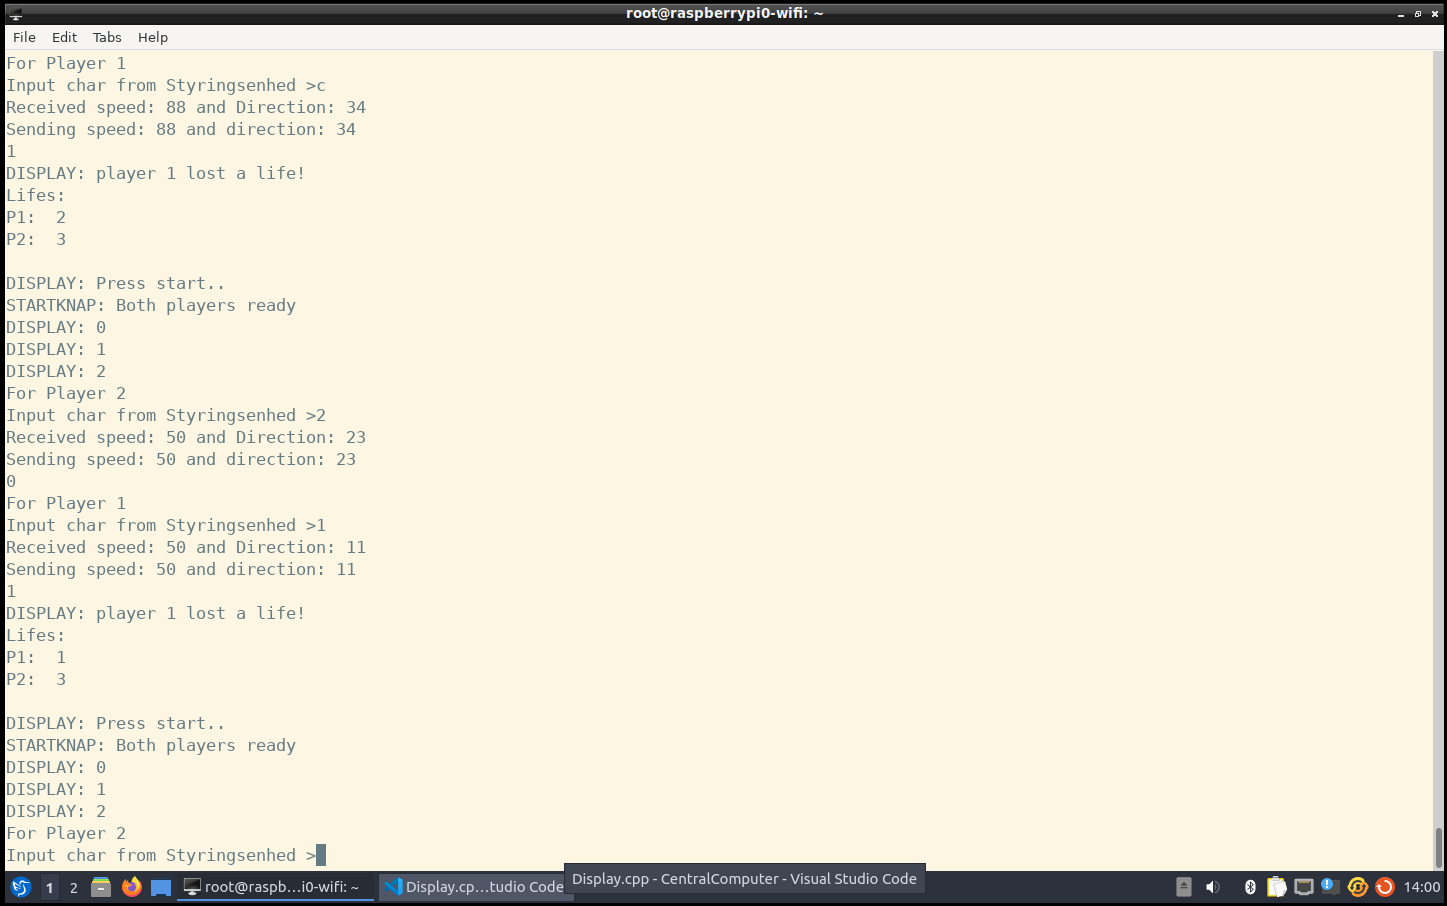 root@raspberrypi0-wifi: ~
File Edit Tabs Help
For Player 1
Input char from Styringsenhed >c
Received speed: 88 and Direction: 34
Sending speed: 88 and direction: 34
1
DISPLAY: player 1 lost a life!
Lifes:
P1:  2
P2:  3
DISPLAY: Press start..
STARTKNAP: Both players ready
DISPLAY: 0
DISPLAY: 1
DISPLAY: 2
For Player 2
Input char from Styringsenhed >2
Received speed: 50 and Direction: 23
Sending speed: 50 and direction: 23
0
For Player 1
Input char from Styringsenhed >1
Received speed: 50 and Direction: 11
Sending speed: 50 and direction: 11
1
DISPLAY: player 1 lost a life!
Lifes:
P1:  1
P2:  3
DISPLAY: Press start..
STARTKNAP: Both players ready
DISPLAY: 0
DISPLAY: 1
DISPLAY: 2
For Player 2
Input char from Styringsenhed >
Display.cpp - CentralComputer - Visual Studio Code
1 2 root@raspb...i0-wifi: ~ Display.cp...tudio Code 14:00